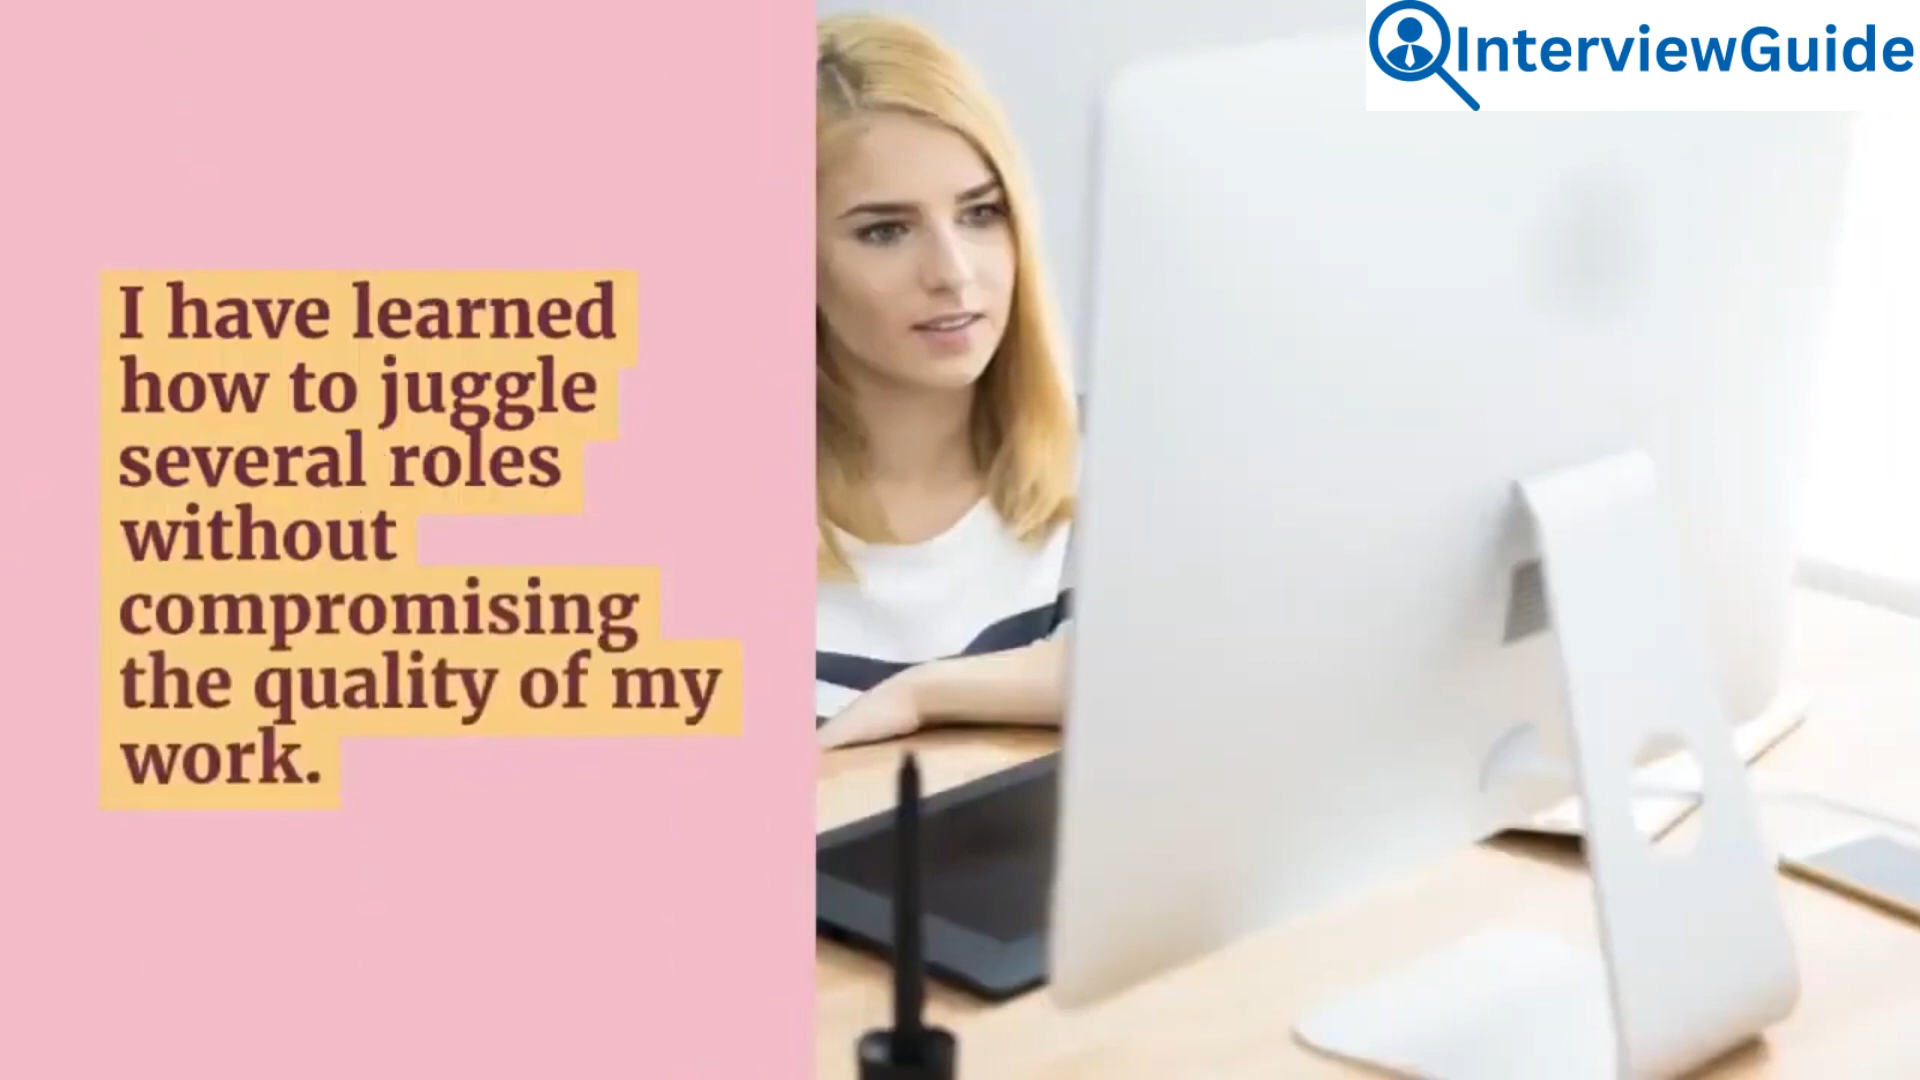 InterviewGuide
I have learned
how to juggle
several roles
without
compromising
the quality of my
work.